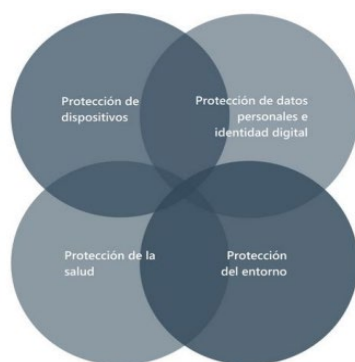 Protección de
dispositivos
Protección de datos
personales e
identidad digital
Protección de la
salud
Protección
del entorno